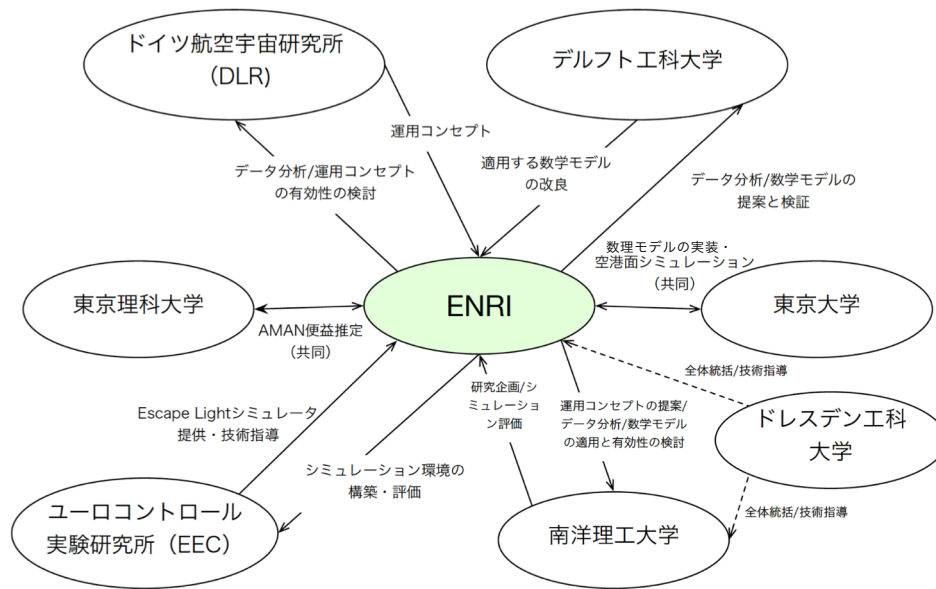 ドイツ航空宇宙研究所
(DLR)
デルフト工科大学
運用コンセプト
データ分析/運用コンセプト
の有効性の検討
適用する数学モデル
の改良
データ分析/数学モデルの
提案と検証
東京理科大学
AMAN便益推定
（共同）
ENRI
数理モデルの実装・
空港面シミュレーション
（共同）
東京大学
Escape Lightシミュレータ
提供・技術指導
研究企画/シ
ミュレーション
評価
運用コンセプトの提案/
データ分析/数学モデル
の適用と有効性の検討
全体統括/技術指導
ドレスデン工科
大学
シミュレーション環境の
構築・評価
ユーロコントロール
実験研究所（EEC）
南洋理工大学
全体統括/技術指導